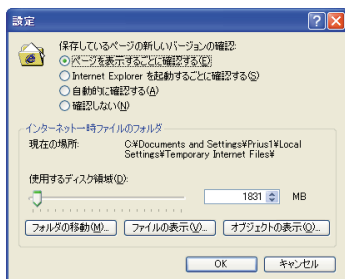 設定
保存しているページの新しいバージョンの確認:
ページを表示するごとに確認する(E)
Internet Explorer を起動するごとに確認する(S)
自動的に確認する(A)
確認しない(N)
インターネット一時ファイルのフォルダ
現在の場所: C:¥Documents and Settings¥Prius1¥Local
Settings¥Temporary Internet Files¥
使用するディスク領域(D):
1831 MB
フォルダの移動(M)... ファイルの表示(V)... オブジェクトの表示(O)...
OK キャンセル